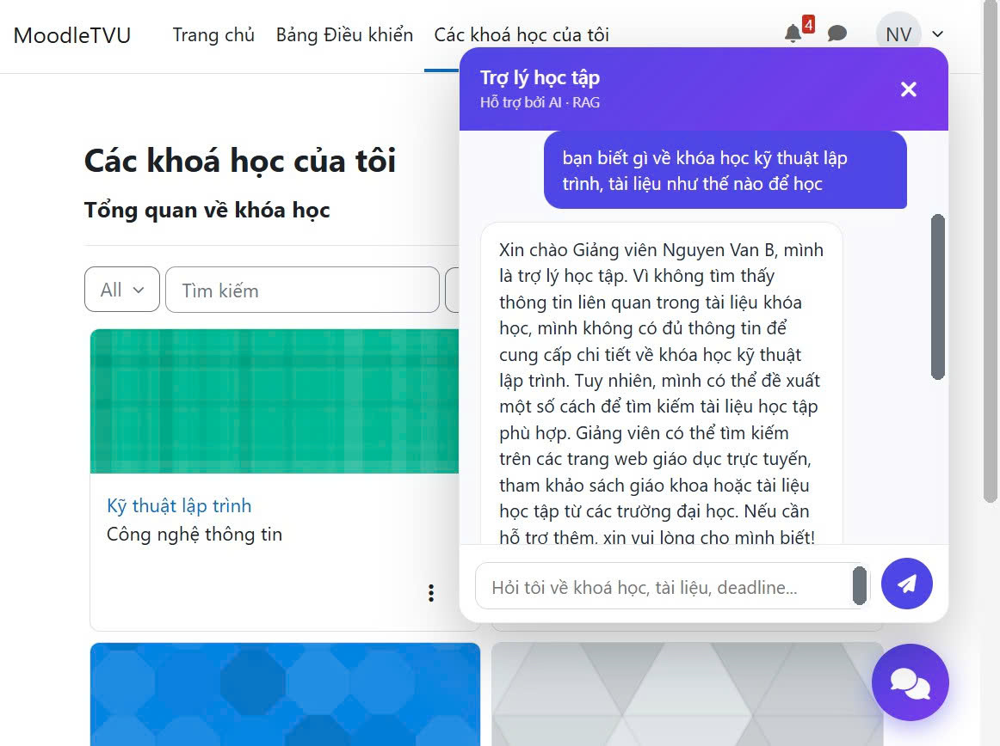 MoodleTVU
Trang chủ
Bảng Điều khiển
Các khoá học của tôi
4
NV
Các khoá học của tôi
Tổng quan về khóa học
All
Tìm kiếm
Kỹ thuật lập trình
Công nghệ thông tin
Trợ lý học tập
Hỗ trợ bởi AI · RAG
bạn biết gì về khóa học kỹ thuật lập
trình, tài liệu như thế nào để học
Xin chào Giảng viên Nguyen Van B, mình
là trợ lý học tập. Vì không tìm thấy
thông tin liên quan trong tài liệu khóa
học, mình không có đủ thông tin để
cung cấp chi tiết về khóa học kỹ thuật
lập trình. Tuy nhiên, mình có thể đề xuất
một số cách để tìm kiếm tài liệu học tập
phù hợp. Giảng viên có thể tìm kiếm
trên các trang web giáo dục trực tuyến,
tham khảo sách giáo khoa hoặc tài liệu
học tập từ các trường đại học. Nếu cần
hỗ trợ thêm, xin vui lòng cho mình biết!
Hỏi tôi về khoá học, tài liệu, deadline...